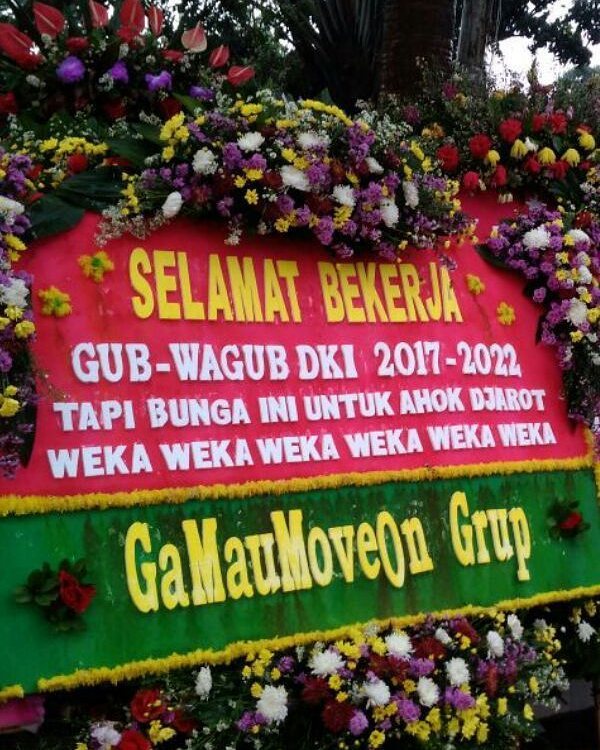 SELAMAT BEKERJA
GUB-WAGUB DKI 2017-2022
TAPI BUNGA INI UNTUK AHOK DJAROT
WEKA WEKA WEKA WEKA WEKA WEKA
GaMauMoveOn Grup